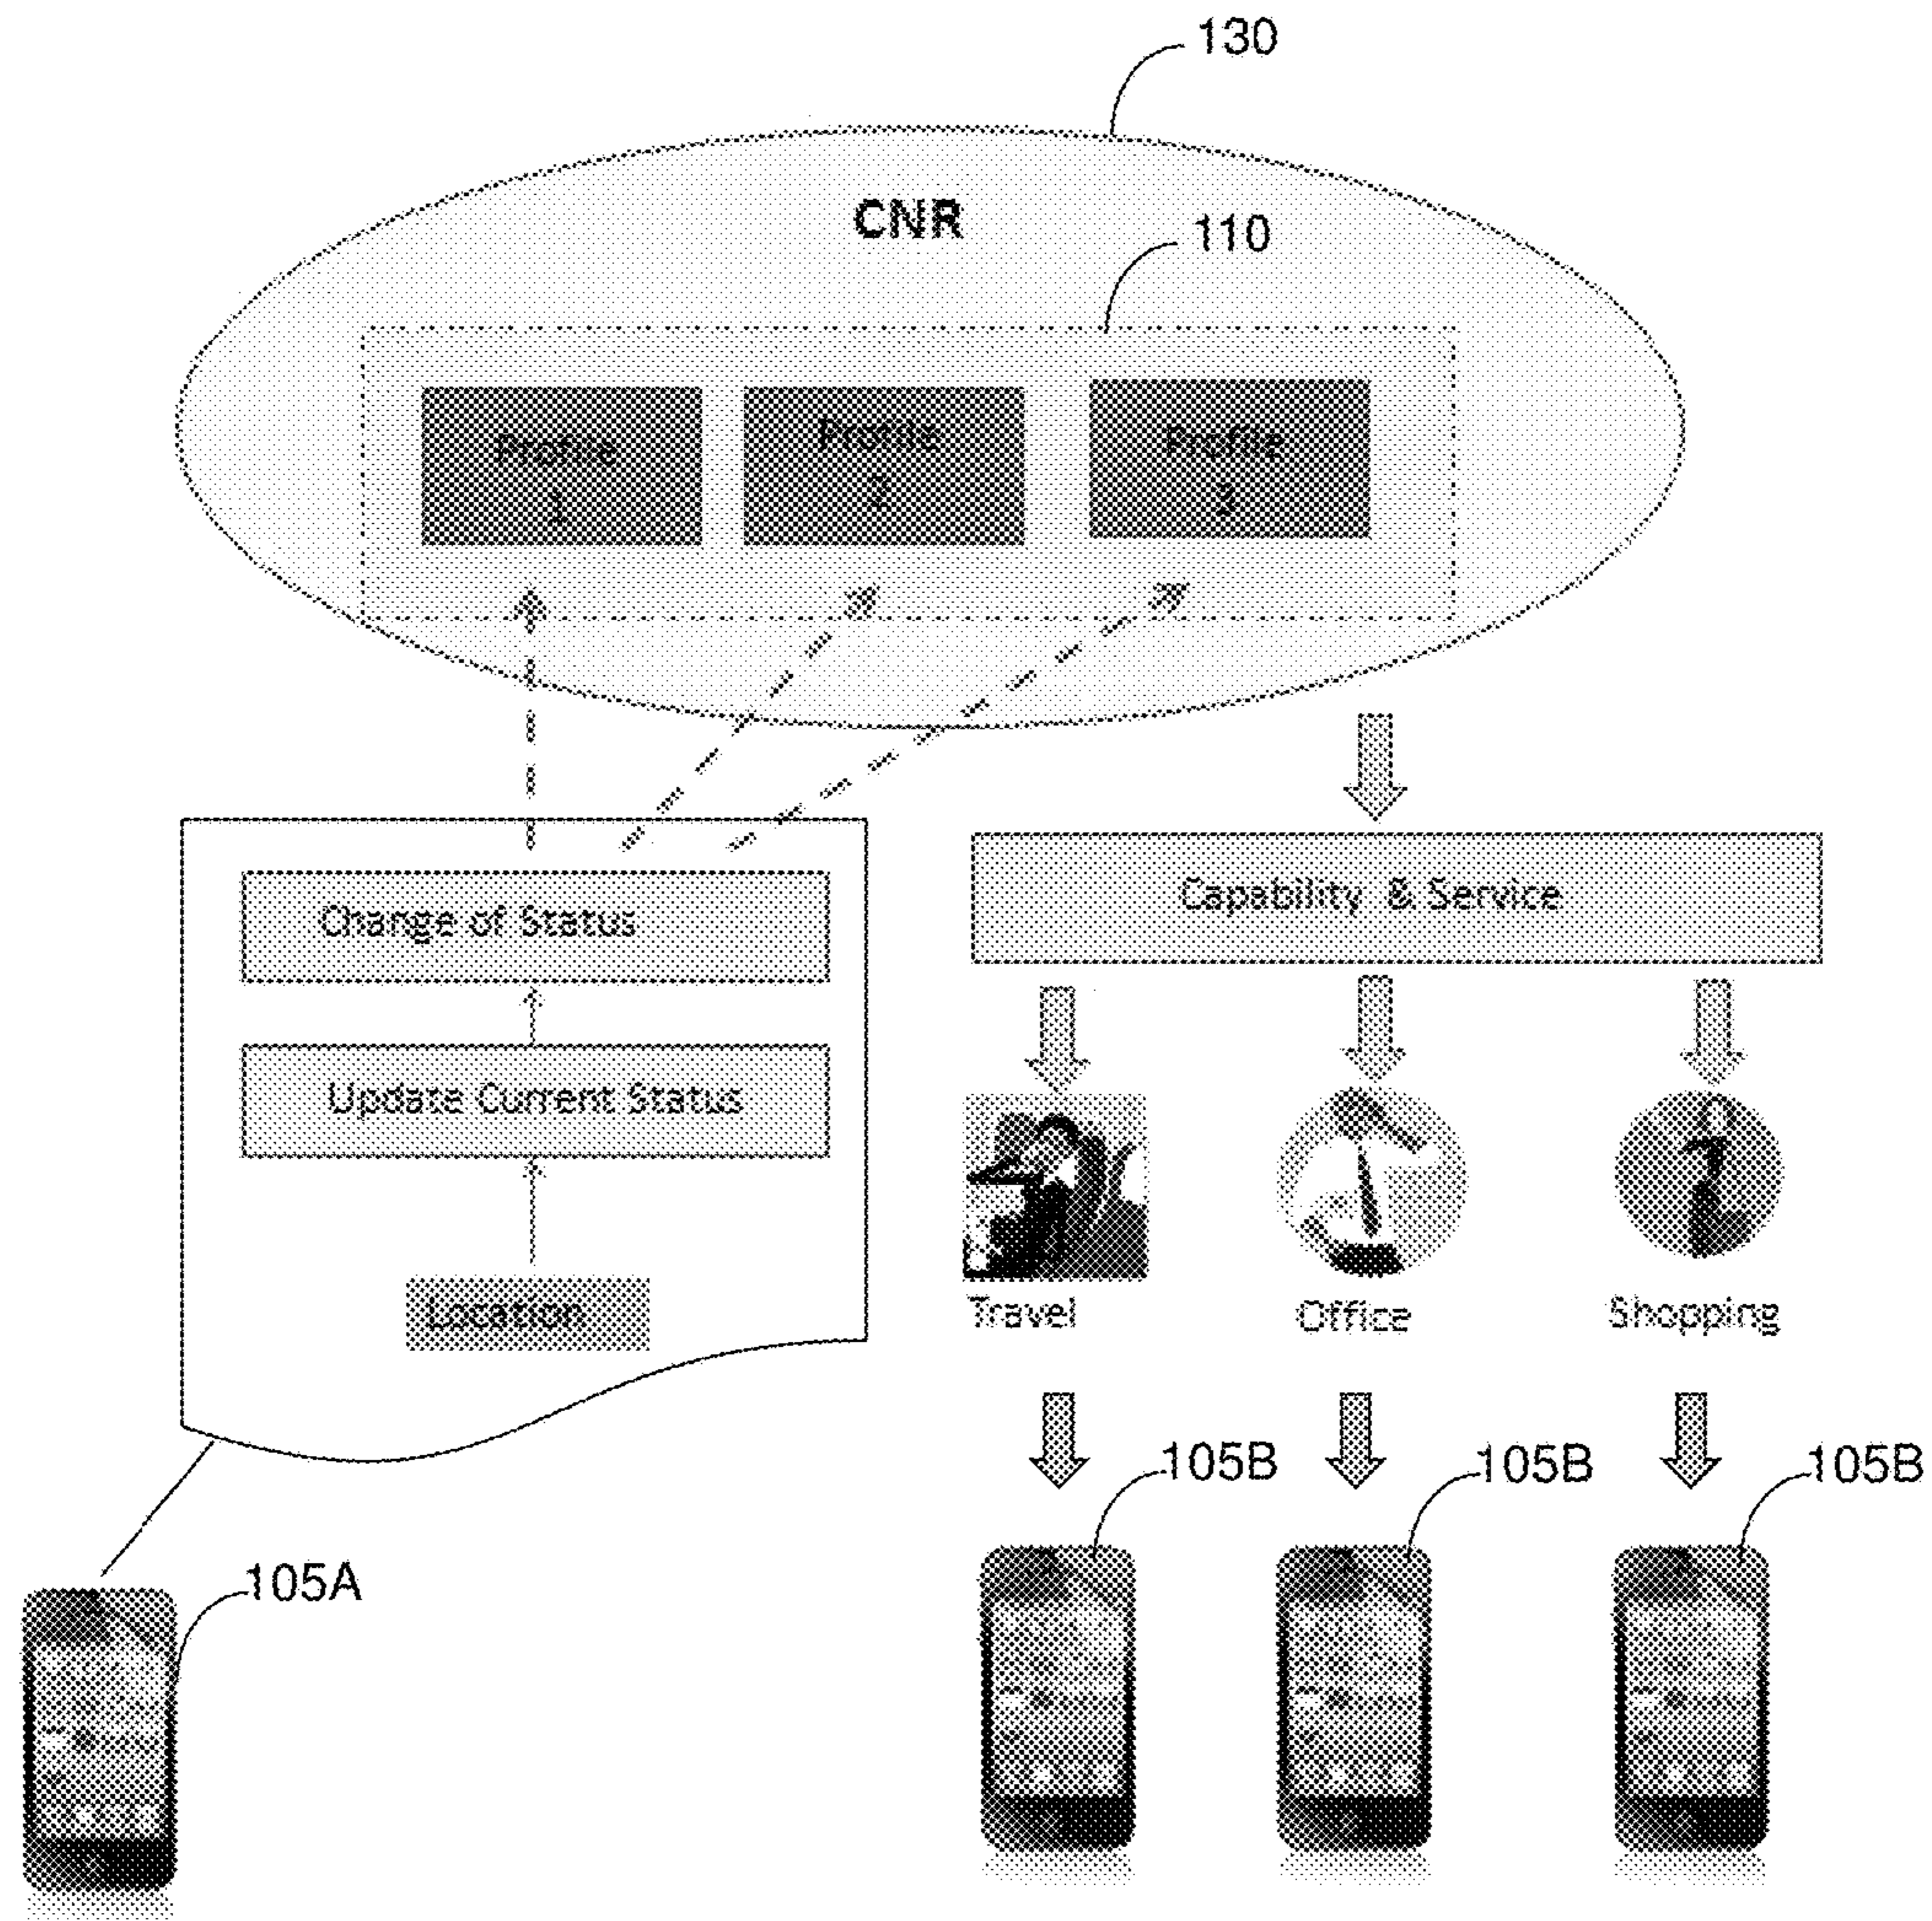 130
CNR
110
Profile
1
Profile
2
Profile
3
Change of Status
Capability & Service
Update Current Status
Location
Travel
Office
Shopping
105B
105B
105B
105A